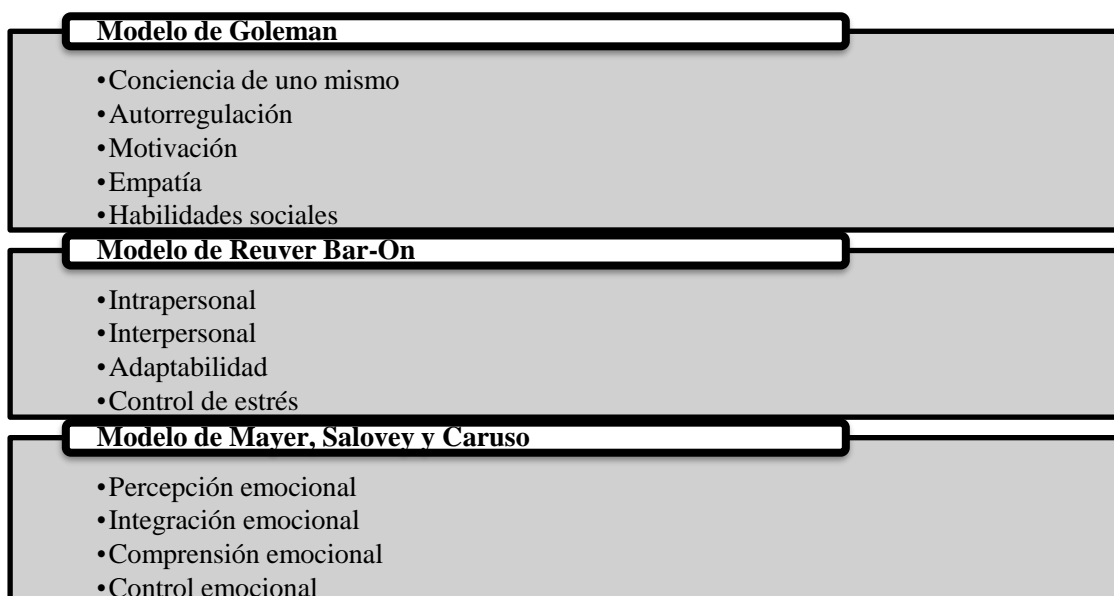 Modelo de Goleman
•Conciencia de uno mismo
•Autorregulación
•Motivación
•Empatía
•Habilidades sociales
Modelo de Reuver Bar-On
•Intrapersonal
•Interpersonal
•Adaptabilidad
•Control de estrés
Modelo de Mayer, Salovey y Caruso
•Percepción emocional
•Integración emocional
•Comprensión emocional
•Control emocional